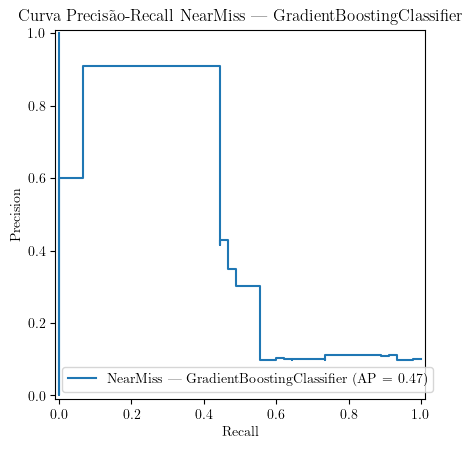 Curva Precisão-Recall NearMiss — GradientBoostingClassifier
1.0
0.8
0.6
0.4
0.2
0.0
Precision
NearMiss — GradientBoostingClassifier (AP = 0.47)
0.0 0.2 0.4 0.6 0.8 1.0
Recall